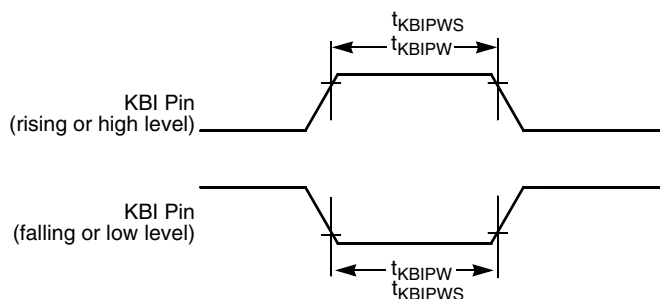 tKBIPWS
tKBIPW
KBI Pin
(rising or high level)
KBI Pin
(falling or low level)
tKBIPW
tKBIPWS